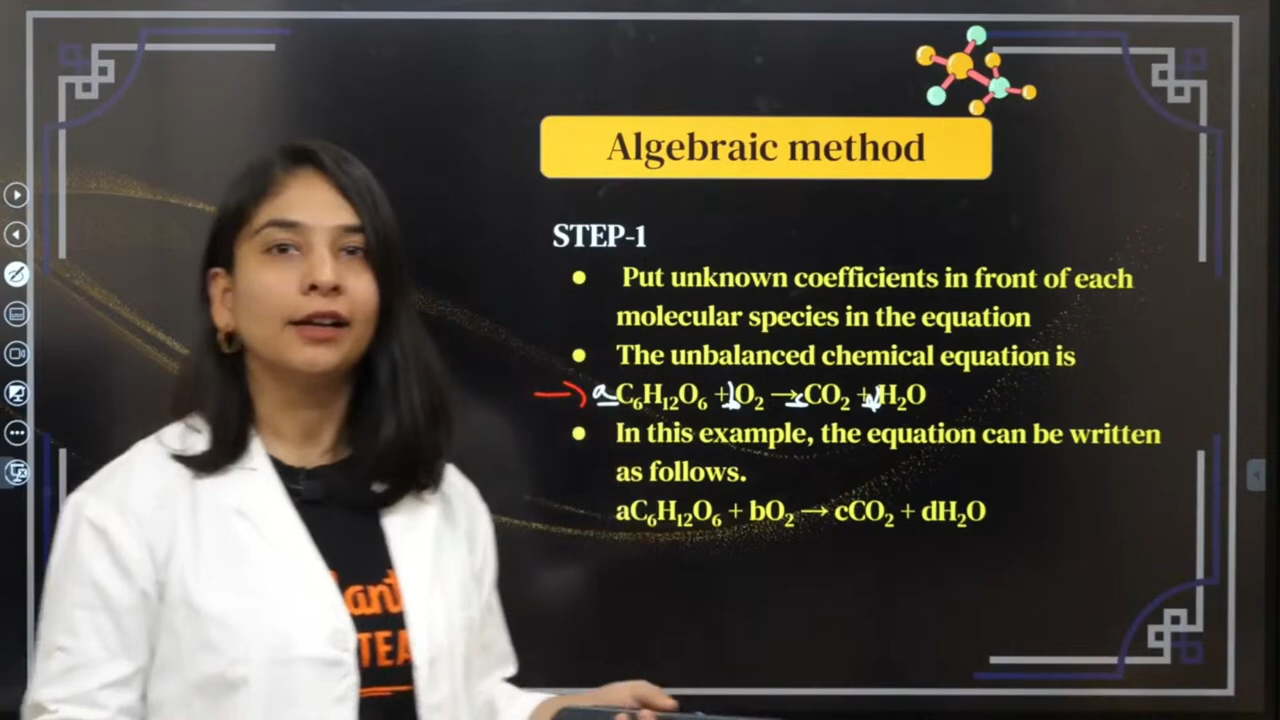 Algebraic method
STEP-1
● Put unknown coefficients in front of each
molecular species in the equation
● The unbalanced chemical equation is
a C₆H₁₂O₆ + b O₂ → c CO₂ + d H₂O
● In this example, the equation can be written
as follows.
aC₆H₁₂O₆ + bO₂ → cCO₂ + dH₂O
TEA